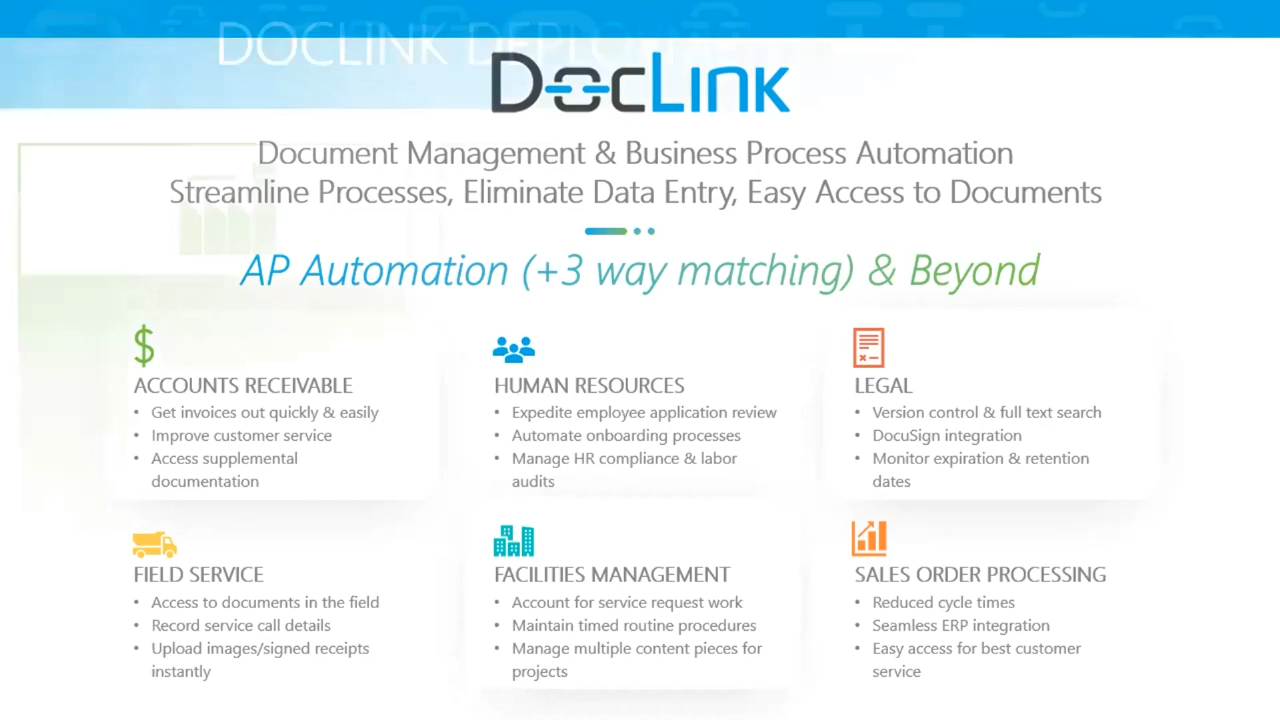 DOCLINK DEPLO
DocLink
Document Management & Business Process Automation
Streamline Processes, Eliminate Data Entry, Easy Access to Documents
AP Automation (+3 way matching) & Beyond
$
ACCOUNTS RECEIVABLE
• Get invoices out quickly & easily
• Improve customer service
• Access supplemental
documentation
HUMAN RESOURCES
• Expedite employee application review
• Automate onboarding processes
• Manage HR compliance & labor
audits
LEGAL
• Version control & full text search
• DocuSign integration
• Monitor expiration & retention
dates
FIELD SERVICE
• Access to documents in the field
• Record service call details
• Upload images/signed receipts
instantly
FACILITIES MANAGEMENT
• Account for service request work
• Maintain timed routine procedures
• Manage multiple content pieces for
projects
SALES ORDER PROCESSING
• Reduced cycle times
• Seamless ERP integration
• Easy access for best customer
service